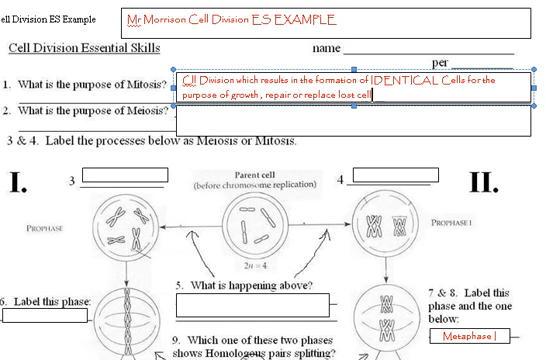 ell Division ES Example
Mr Morrison Cell Division ES EXAMPLE
Cell Division Essential Skills
name
per
1. What is the purpose of Mitosis?
Cll Division which results in the formation of IDENTICAL Cells for the
purpose of growth, repair or replace lost cell
2. What is the purpose of Meiosis?
3 & 4. Label the processes below as Meiosis or Mitosis.
I.
3
Parent cell
(before chromosome replication)
4
II.
PROPHASE
PROPHASE I
2n = 4
6. Label this phase:
5. What is happening above?
7 & 8. Label this
phase and the one
below:
Metaphase I
9. Which one of these two phases
shows Homologous pairs splitting?